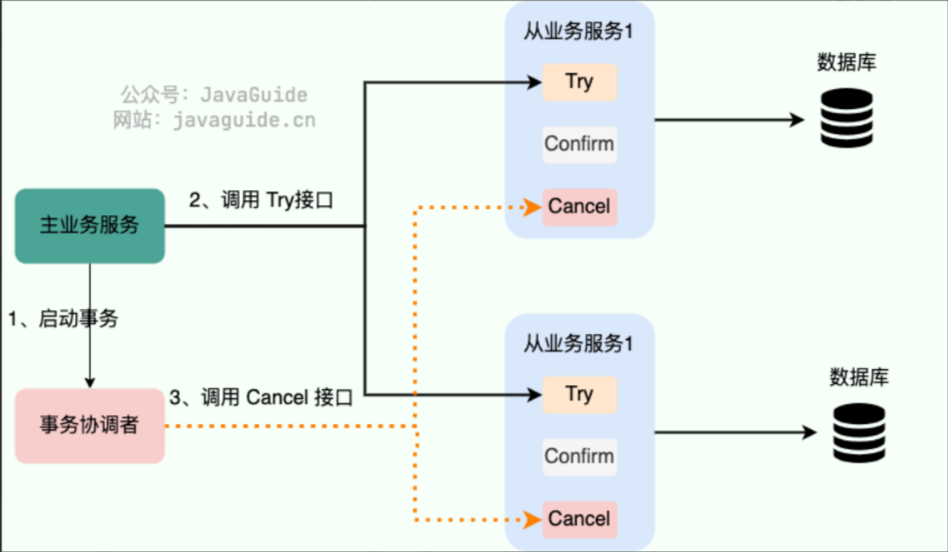 从业务服务1
Try
Confirm
Cancel
数据库
公众号：JavaGuide
网站：javaguide.cn
2、调用 Try接口
主业务服务
1、启动事务
事务协调者
3、调用 Cancel 接口
从业务服务1
Try
Confirm
Cancel
数据库